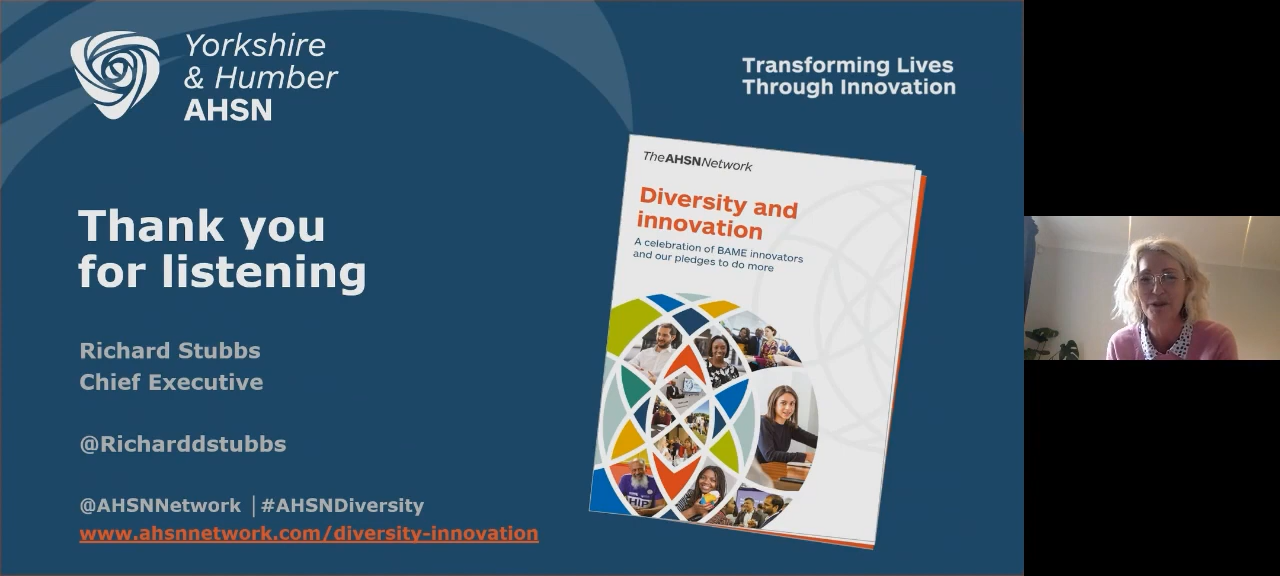 Yorkshire
& Humber
AHSN
Transforming Lives
Through Innovation
Thank you
for listening
Richard Stubbs
Chief Executive
@Richarddstubbs
@AHSNNetwork |#AHSNDiversity
www.ahsnnetwork.com/diversity-innovation
TheAHSNNetwork
Diversity and
innovation
A celebration of BAME innovators
and our pledges to do more